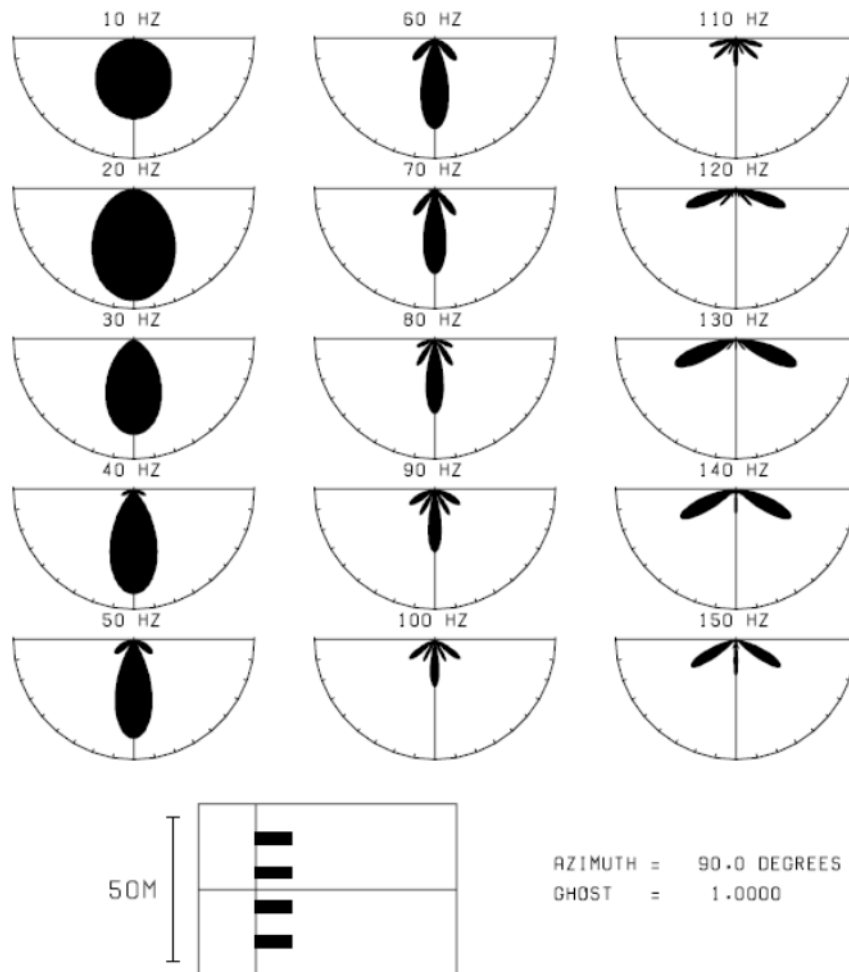 10 HZ 60 HZ 110 HZ
20 HZ 70 HZ 120 HZ
30 HZ 80 HZ 130 HZ
40 HZ 90 HZ 140 HZ
50 HZ 100 HZ 150 HZ
50M
AZIMUTH = 90.0 DEGREES
GHOST = 1.0000